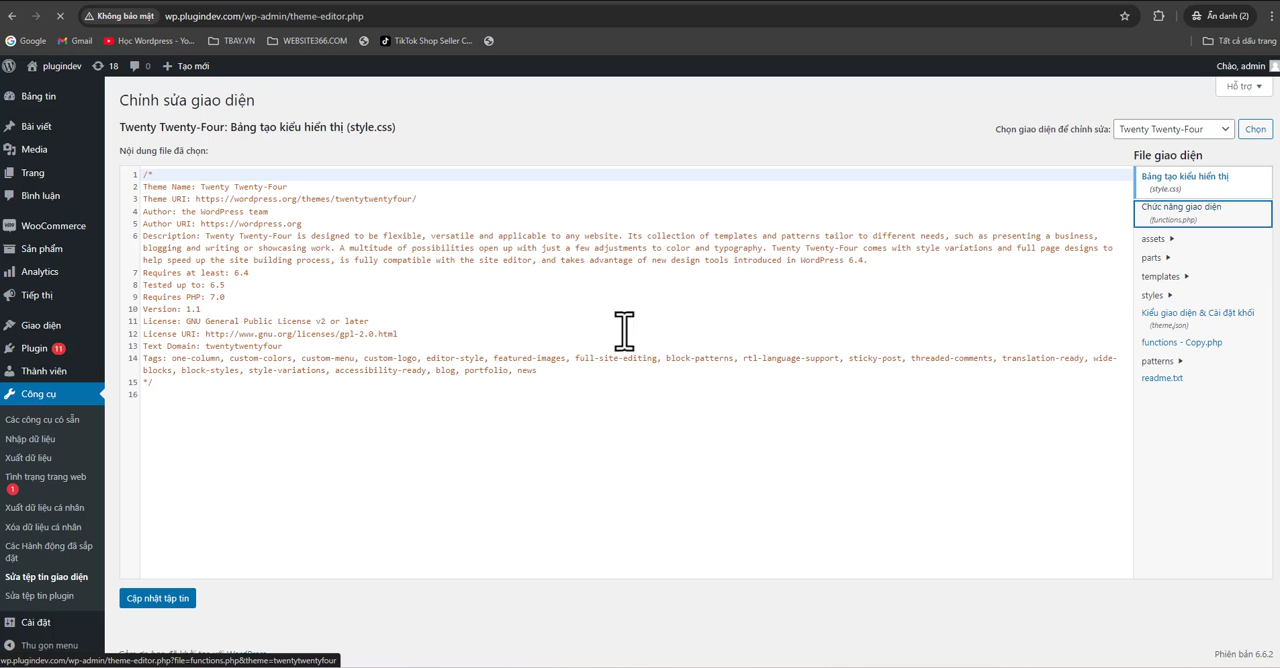 Không bảo mật
wp.plugindev.com/wp-admin/theme-editor.php
Ẩn danh (2)
Google
Gmail
Học Wordpress - Yo...
TBAY.VN
WEBSITE366.COM
TikTok Shop Seller C...
Tất cả dấu trang
plugindev
18
0
Tạo mới
Chào, admin
Bảng tin
Bài viết
Media
Trang
Bình luận
WooCommerce
Sản phẩm
Analytics
Tiếp thị
Giao diện
Plugin 11
Thành viên
Công cụ
Các công cụ có sẵn
Nhập dữ liệu
Xuất dữ liệu
Tình trạng trang web
1
Xuất dữ liệu cá nhân
Xóa dữ liệu cá nhân
Các Hành động đã sắp
đặt
Sửa tệp tin giao diện
Sửa tệp tin plugin
Cài đặt
Thu gọn menu
Hỗ trợ
Chỉnh sửa giao diện
Twenty Twenty-Four: Bảng tạo kiểu hiển thị (style.css)
Chọn giao diện để chỉnh sửa:
Twenty Twenty-Four
Chọn
Nội dung file đã chọn:
1 /*
2 Theme Name: Twenty Twenty-Four
3 Theme URI: https://wordpress.org/themes/twentytwentyfour/
4 Author: the WordPress team
5 Author URI: https://wordpress.org
6 Description: Twenty Twenty-Four is designed to be flexible, versatile and applicable to any website. Its collection of templates and patterns tailor to different needs, such as presenting a business,
blogging and writing or showcasing work. A multitude of possibilities open up with just a few adjustments to color and typography. Twenty Twenty-Four comes with style variations and full page designs to
help speed up the site building process, is fully compatible with the site editor, and takes advantage of new design tools introduced in WordPress 6.4.
7 Requires at least: 6.4
8 Tested up to: 6.5
9 Requires PHP: 7.0
10 Version: 1.1
11 License: GNU General Public License v2 or later
12 License URI: http://www.gnu.org/licenses/gpl-2.0.html
13 Text Domain: twentytwentyfour
14 Tags: one-column, custom-colors, custom-menu, custom-logo, editor-style, featured-images, full-site-editing, block-patterns, rtl-language-support, sticky-post, threaded-comments, translation-ready, wide-
blocks, block-styles, style-variations, accessibility-ready, blog, portfolio, news
15 */
16
File giao diện
Bảng tạo kiểu hiển thị
(style.css)
Chức năng giao diện
(functions.php)
assets
parts
templates
styles
Kiểu giao diện & Cài đặt khối
(theme.json)
functions - Copy.php
patterns
readme.txt
Cập nhật tập tin
Phiên bản 6.6.2
wp.plugindev.com/wp-admin/theme-editor.php?file=functions.php&theme=twentytwentyfour